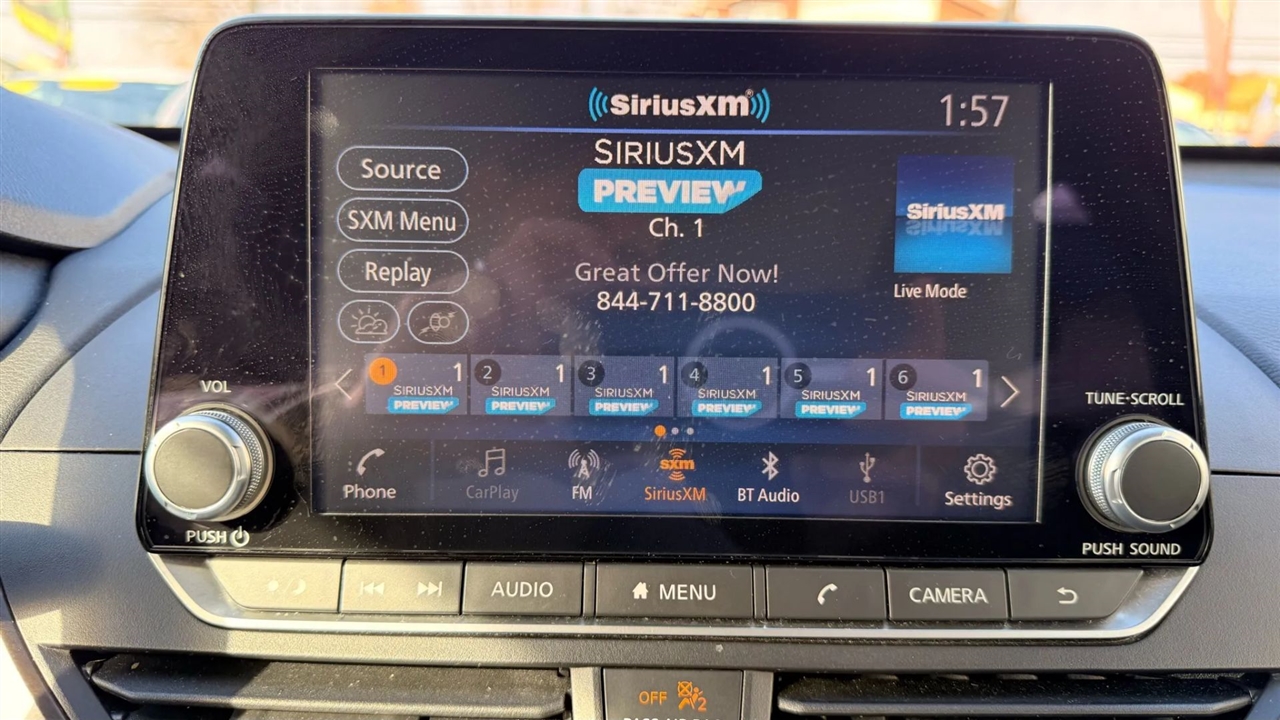 SiriusXM
1:57
SIRIUSXM
PREVIEW
Ch. 1
Great Offer Now!
844-711-8800
Source
SXM Menu
Replay
SiriusXM
Live Mode
1 1 SIRIUSXM PREVIEW
2 1 SIRIUSXM PREVIEW
3 1 SIRIUSXM PREVIEW
4 1 SIRIUSXM PREVIEW
5 1 SIRIUSXM PREVIEW
6 1 SIRIUSXM PREVIEW
VOL
PUSH
TUNE·SCROLL
PUSH SOUND
Phone
CarPlay
FM
sxm
SiriusXM
BT Audio
USB1
Settings
AUDIO
MENU
CAMERA
OFF
2